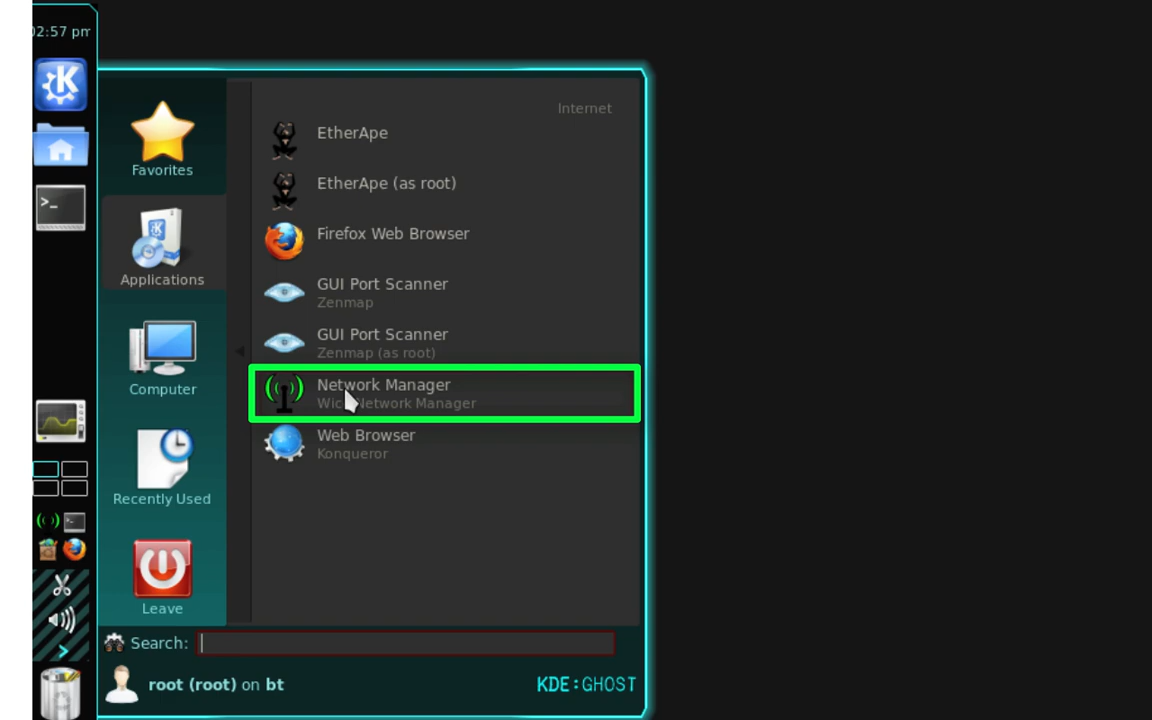 02:57 pm
Internet
EtherApe
EtherApe (as root)
Firefox Web Browser
GUI Port Scanner
Zenmap
GUI Port Scanner
Zenmap (as root)
Network Manager
Network Manager
Web Browser
Konqueror
Favorites
Applications
Computer
Recently Used
Leave
Search:
root (root) on bt
KDE:GHOST